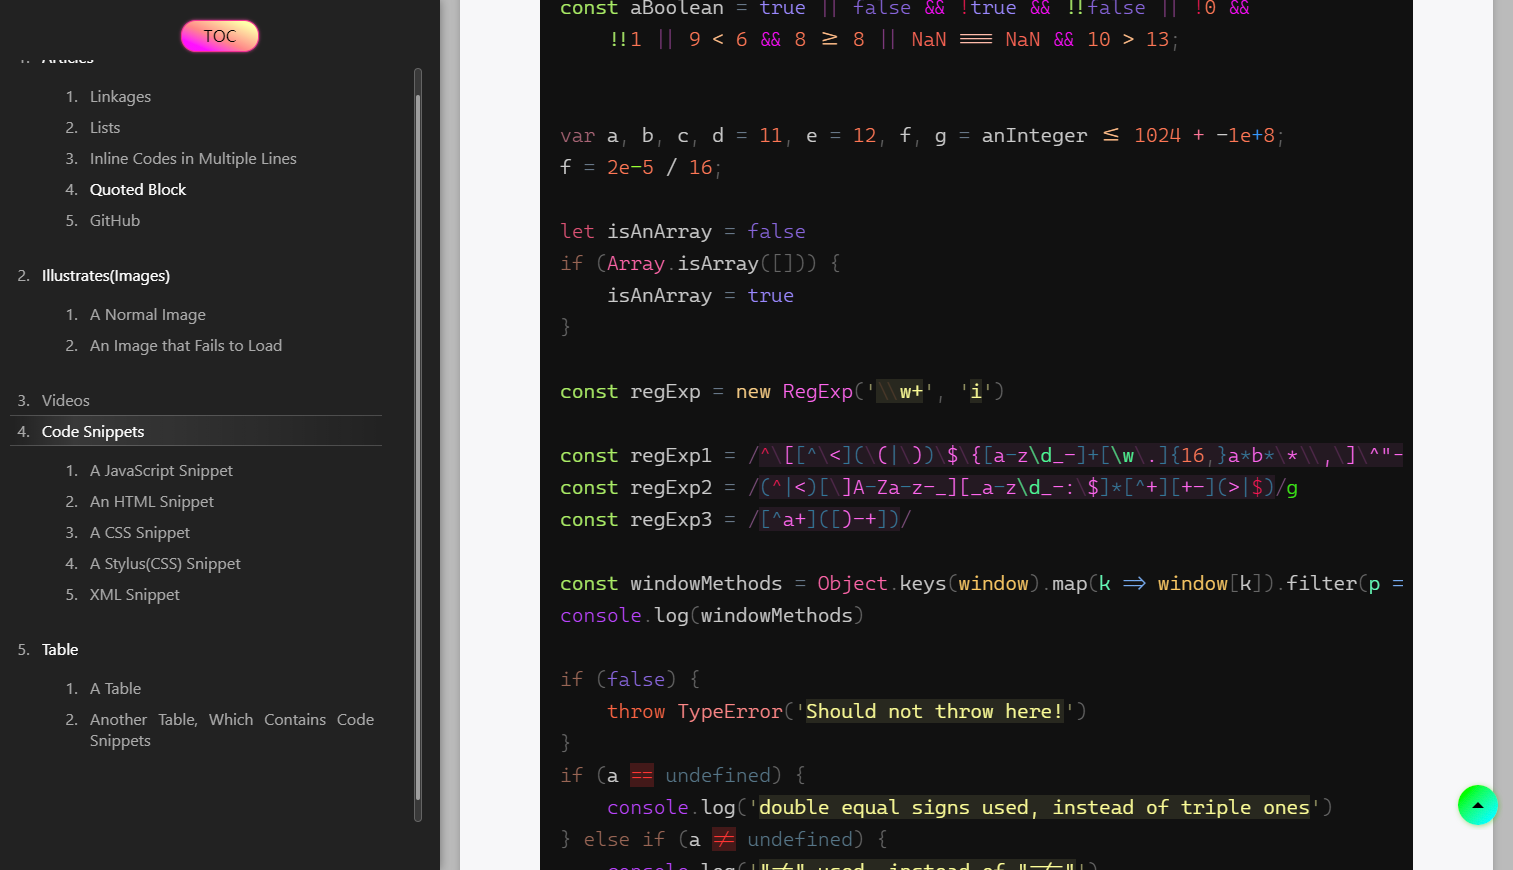 TOC
1. Articles
1. Linkages
2. Lists
3. Inline Codes in Multiple Lines
4. Quoted Block
5. GitHub
2. Illustrates(Images)
1. A Normal Image
2. An Image that Fails to Load
3. Videos
4. Code Snippets
1. A JavaScript Snippet
2. An HTML Snippet
3. A CSS Snippet
4. A Stylus(CSS) Snippet
5. XML Snippet
5. Table
1. A Table
2. Another Table, Which Contains Code
Snippets
const aBoolean = true || false && !true && !!false || !0 &&
!!1 || 9 < 6 && 8 >= 8 || NaN === NaN && 10 > 13;
var a, b, c, d = 11, e = 12, f, g = anInteger <= 1024 + -1e+8;
f = 2e-5 / 16;
let isAnArray = false
if (Array.isArray([])) {
isAnArray = true
}
const regExp = new RegExp('\\w+', 'i')
const regExp1 = /^\[[^\<](\(|\))\$\{[a-z\d_-]+[\w\.]{16,}a*b*\*\\,\]\^"-
const regExp2 = /(^|<)[\]A-Za-z-_][_a-z\d_-:\$]*[^+][+-](>|$)/g
const regExp3 = /[^a+]([)-+])/
const windowMethods = Object.keys(window).map(k => window[k]).filter(p =
console.log(windowMethods)
if (false) {
throw TypeError('Should not throw here!')
}
if (a == undefined) {
console.log('double equal signs used, instead of triple ones')
} else if (a != undefined) {
console.log('"!=" used, instead of "!=="')